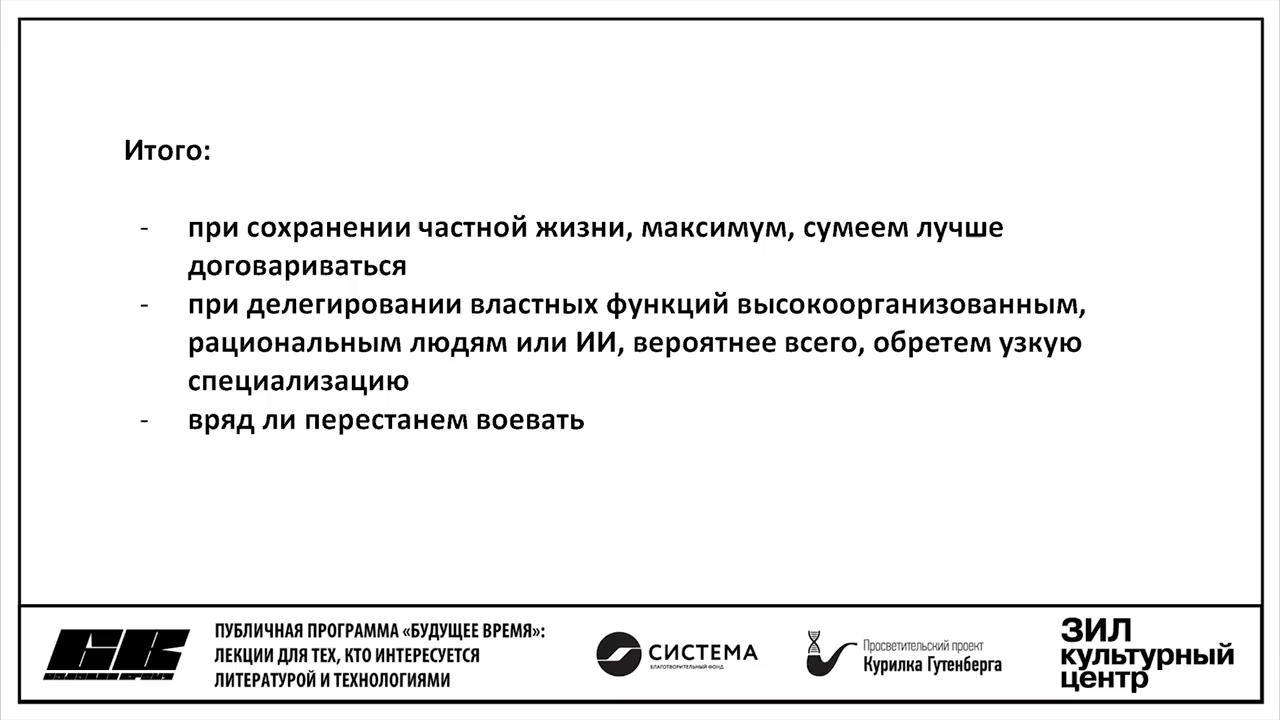 Итого:
- при сохранении частной жизни, максимум, сумеем лучше
договариваться
- при делегировании властных функций высокоорганизованным,
рациональным людям или ИИ, вероятнее всего, обретем узкую
специализацию
- вряд ли перестанем воевать
БВ
ПУБЛИЧНАЯ ПРОГРАММА «БУДУЩЕЕ ВРЕМЯ»:
ЛЕКЦИИ ДЛЯ ТЕХ, КТО ИНТЕРЕСУЕТСЯ
ЛИТЕРАТУРОЙ И ТЕХНОЛОГИЯМИ
СИСТЕМА
БЛАГОТВОРИТЕЛЬНЫЙ ФОНД
Просветительский проект
Курилка Гутенберга
ЗИЛ
культурный
центр